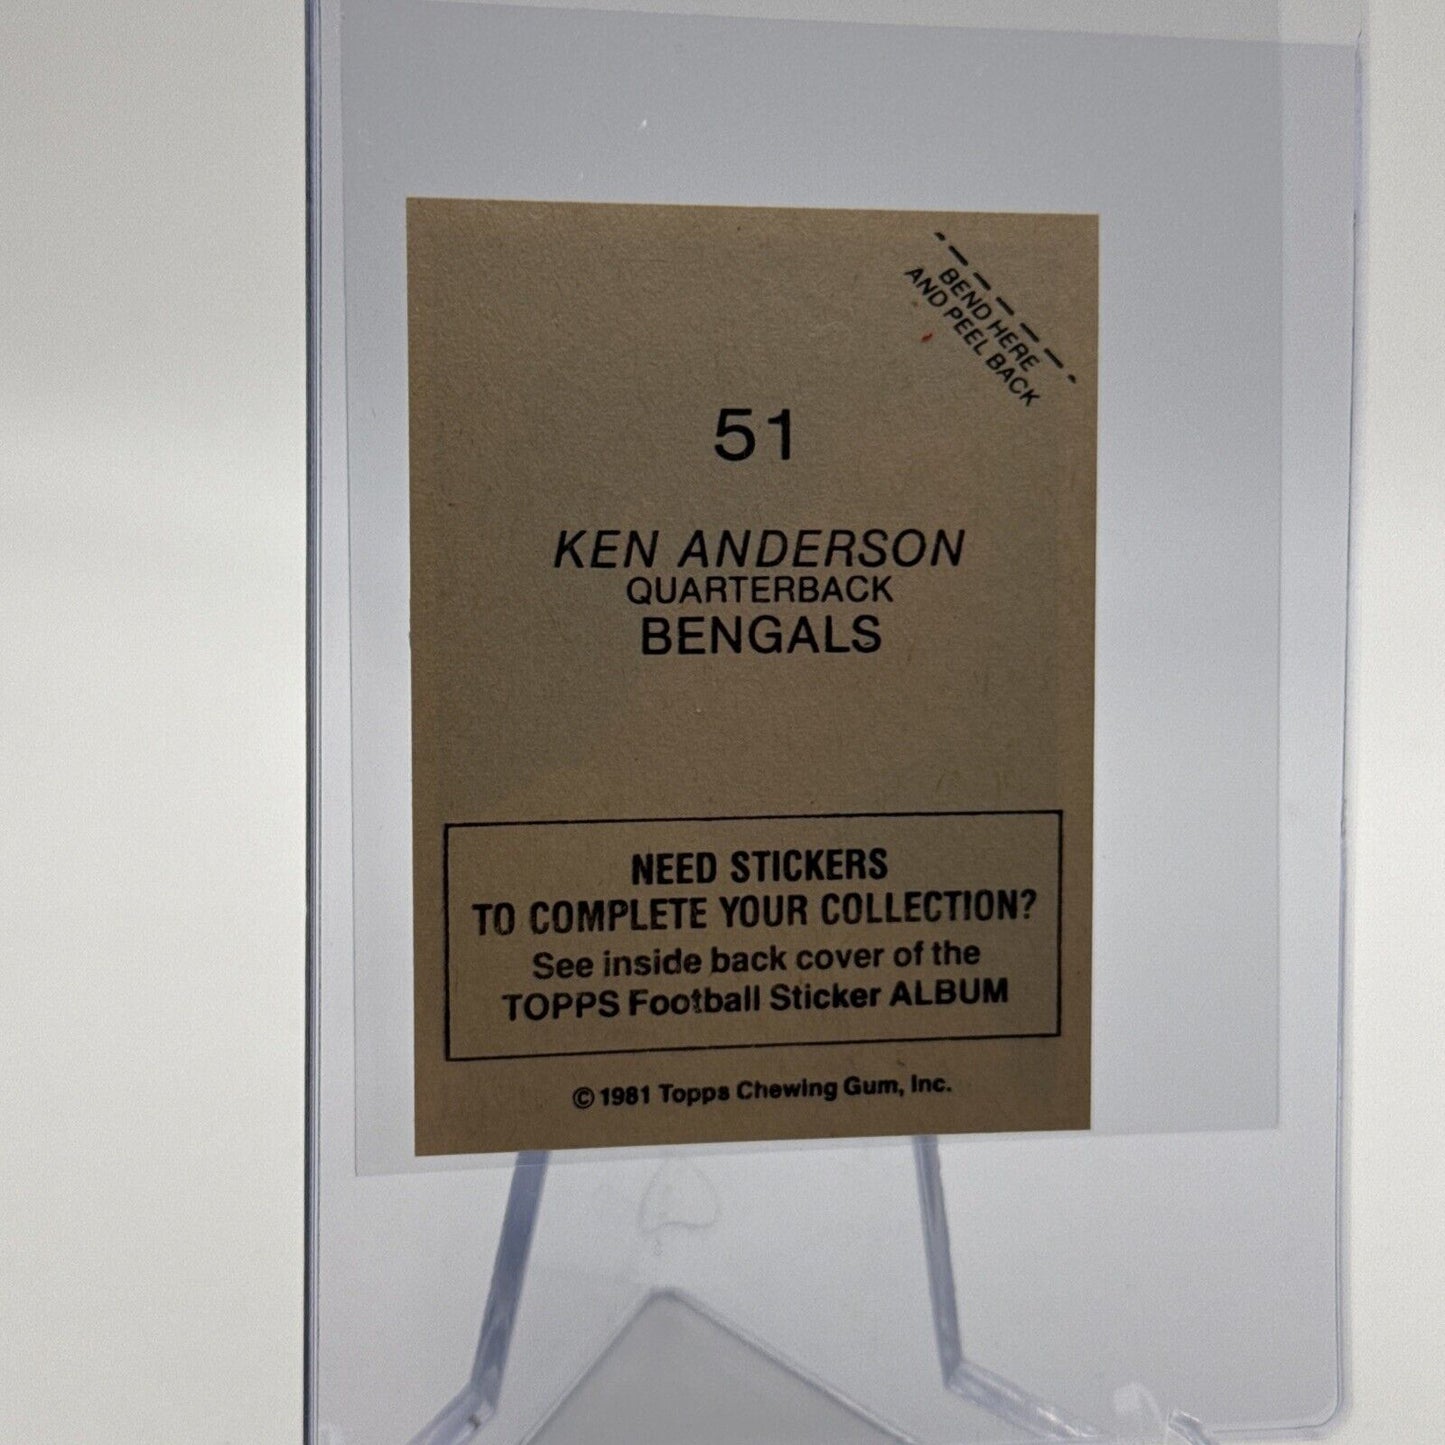 BEND HERE
AND PEEL BACK
51
KEN ANDERSON
QUARTERBACK
BENGALS
NEED STICKERS
TO COMPLETE YOUR COLLECTION?
See inside back cover of the
TOPPS Football Sticker ALBUM
© 1981 Topps Chewing Gum, Inc.